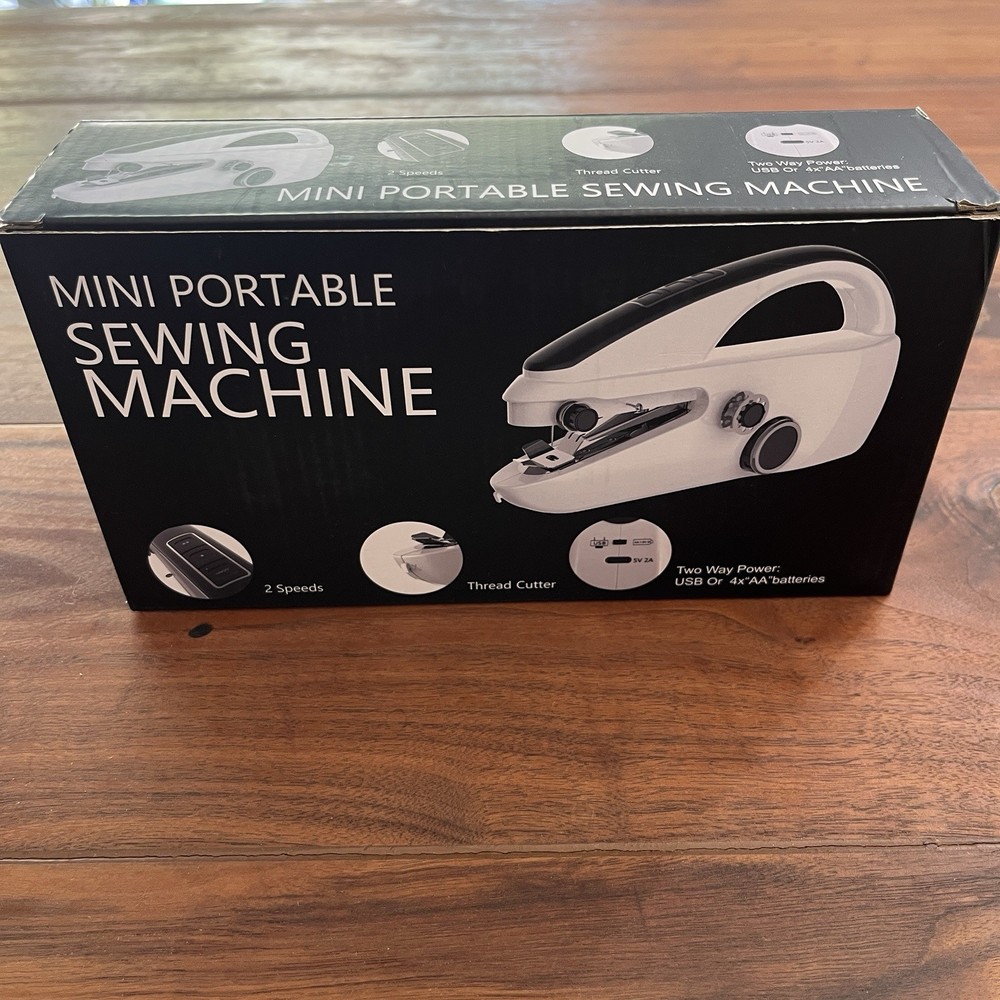 2 Speeds
Thread Cutter
Two Way Power:
USB Or 4x"AA"batteries
MINI PORTABLE SEWING MACHINE
MINI PORTABLE
SEWING
MACHINE
2 Speeds
Thread Cutter
USB
5V 2A
Two Way Power:
USB Or 4x"AA"batteries